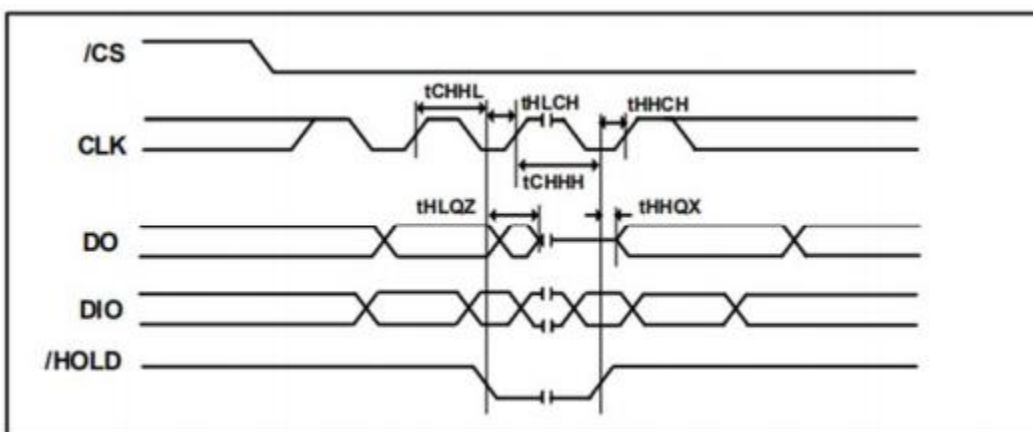 /CS
tCHHL
tHLCH
tHHCH
CLK
tCHHH
tHLQZ
tHHQX
DO
DIO
/HOLD